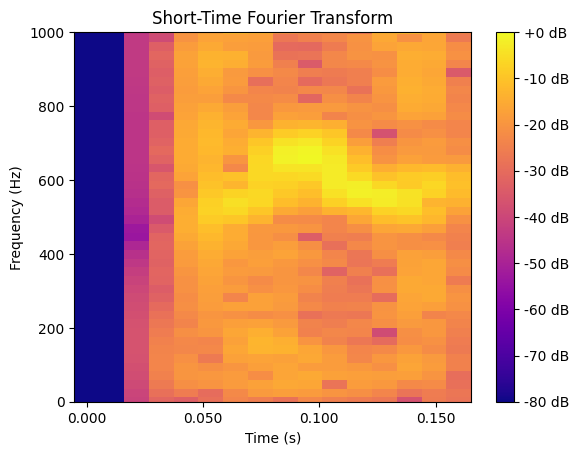 Short-Time Fourier Transform
1000
800
600
400
200
0
Frequency (Hz)
0.000
0.050
0.100
0.150
Time (s)
+0 dB
-10 dB
-20 dB
-30 dB
-40 dB
-50 dB
-60 dB
-70 dB
-80 dB